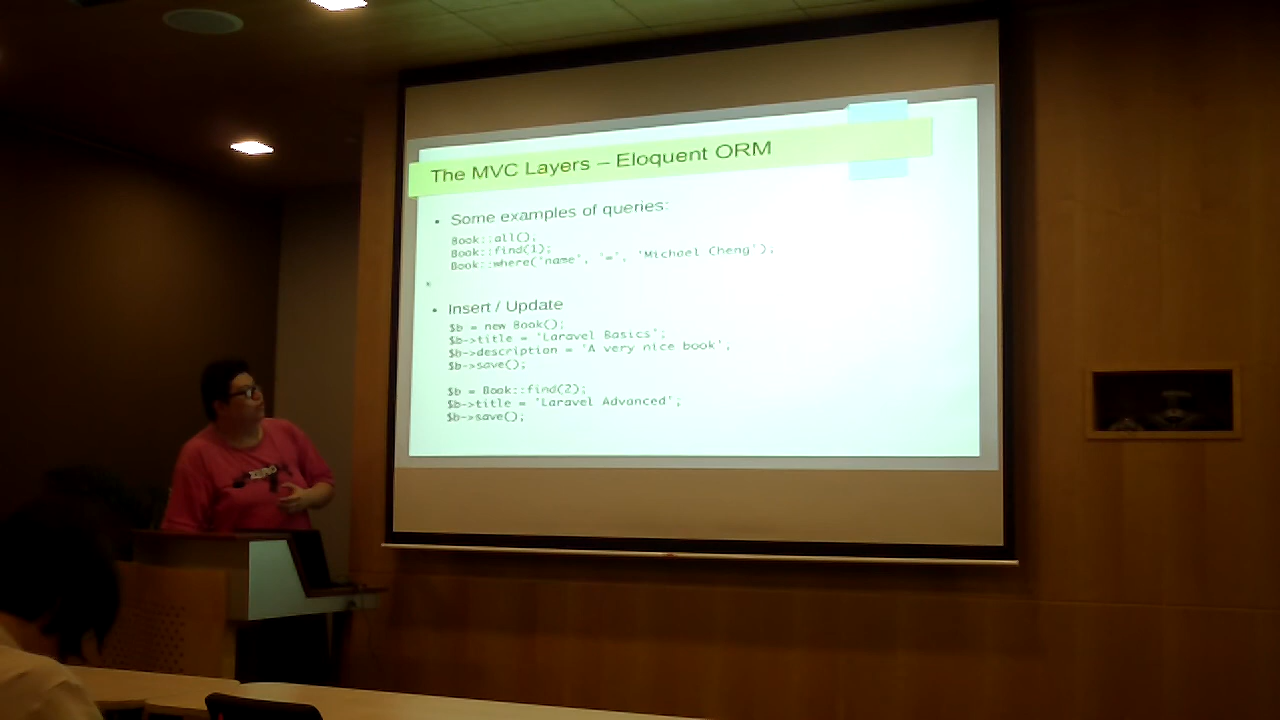 The MVC Layers – Eloquent ORM
• Some examples of queries:
Book::all();
Book::find(1);
Book::where('name', '=', 'Michael Cheng');
• Insert / Update
$b = new Book();
$b->title = 'Laravel Basics';
$b->description = 'A very nice book';
$b->save();
$b = Book::find(2);
$b->title = 'Laravel Advanced';
$b->save();